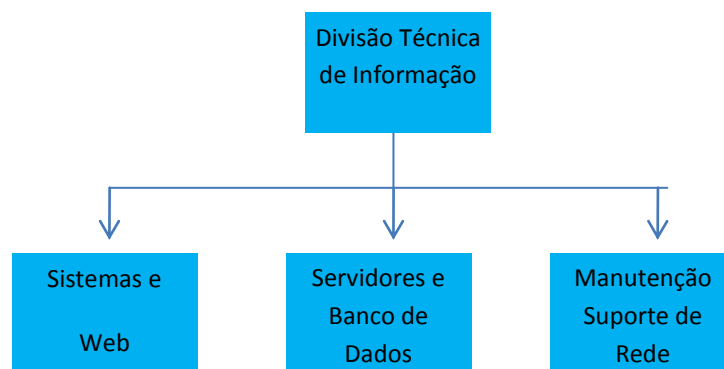 Divisão Técnica
de Informação
Sistemas e
Web
Servidores e
Banco de
Dados
Manutenção
Suporte de
Rede